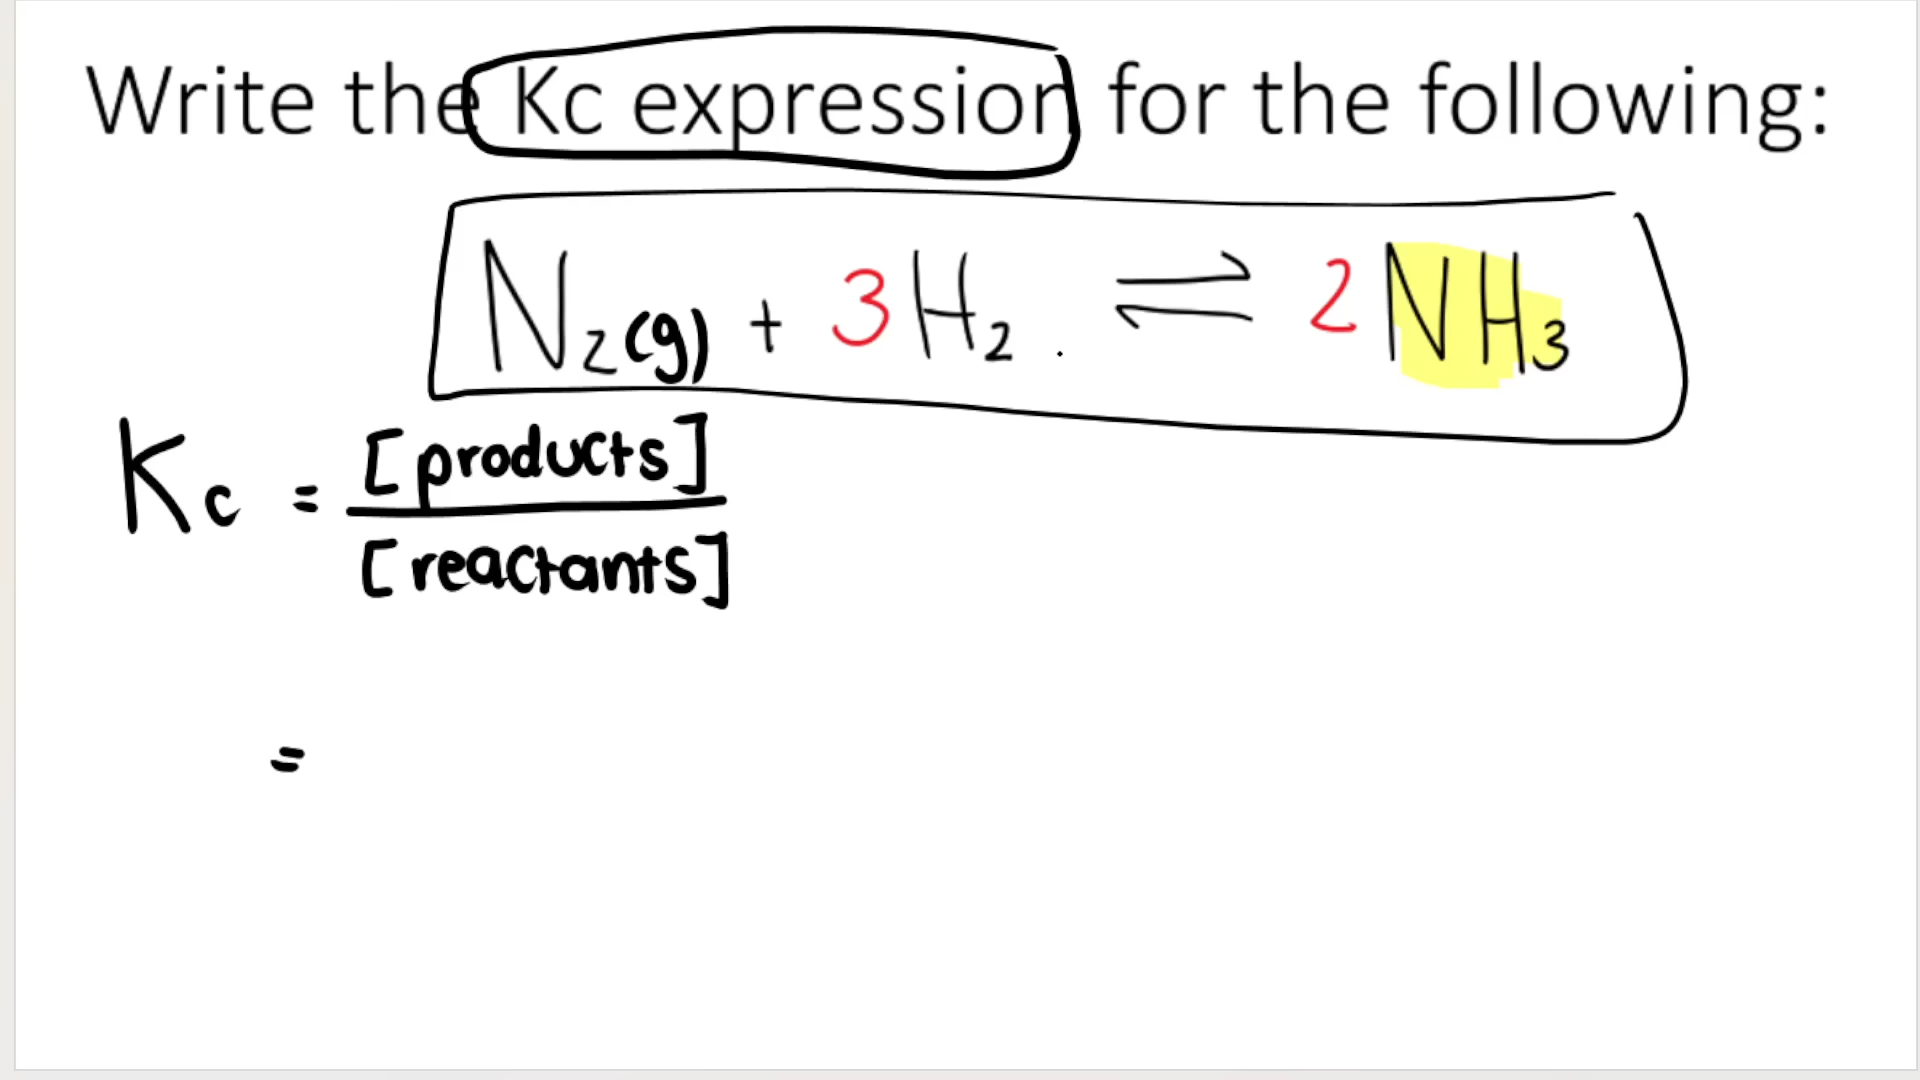 Write the Kc expression for the following:
N₂(g) + 3H₂ ⇌ 2NH₃
Kc = [products]
[reactants]
=